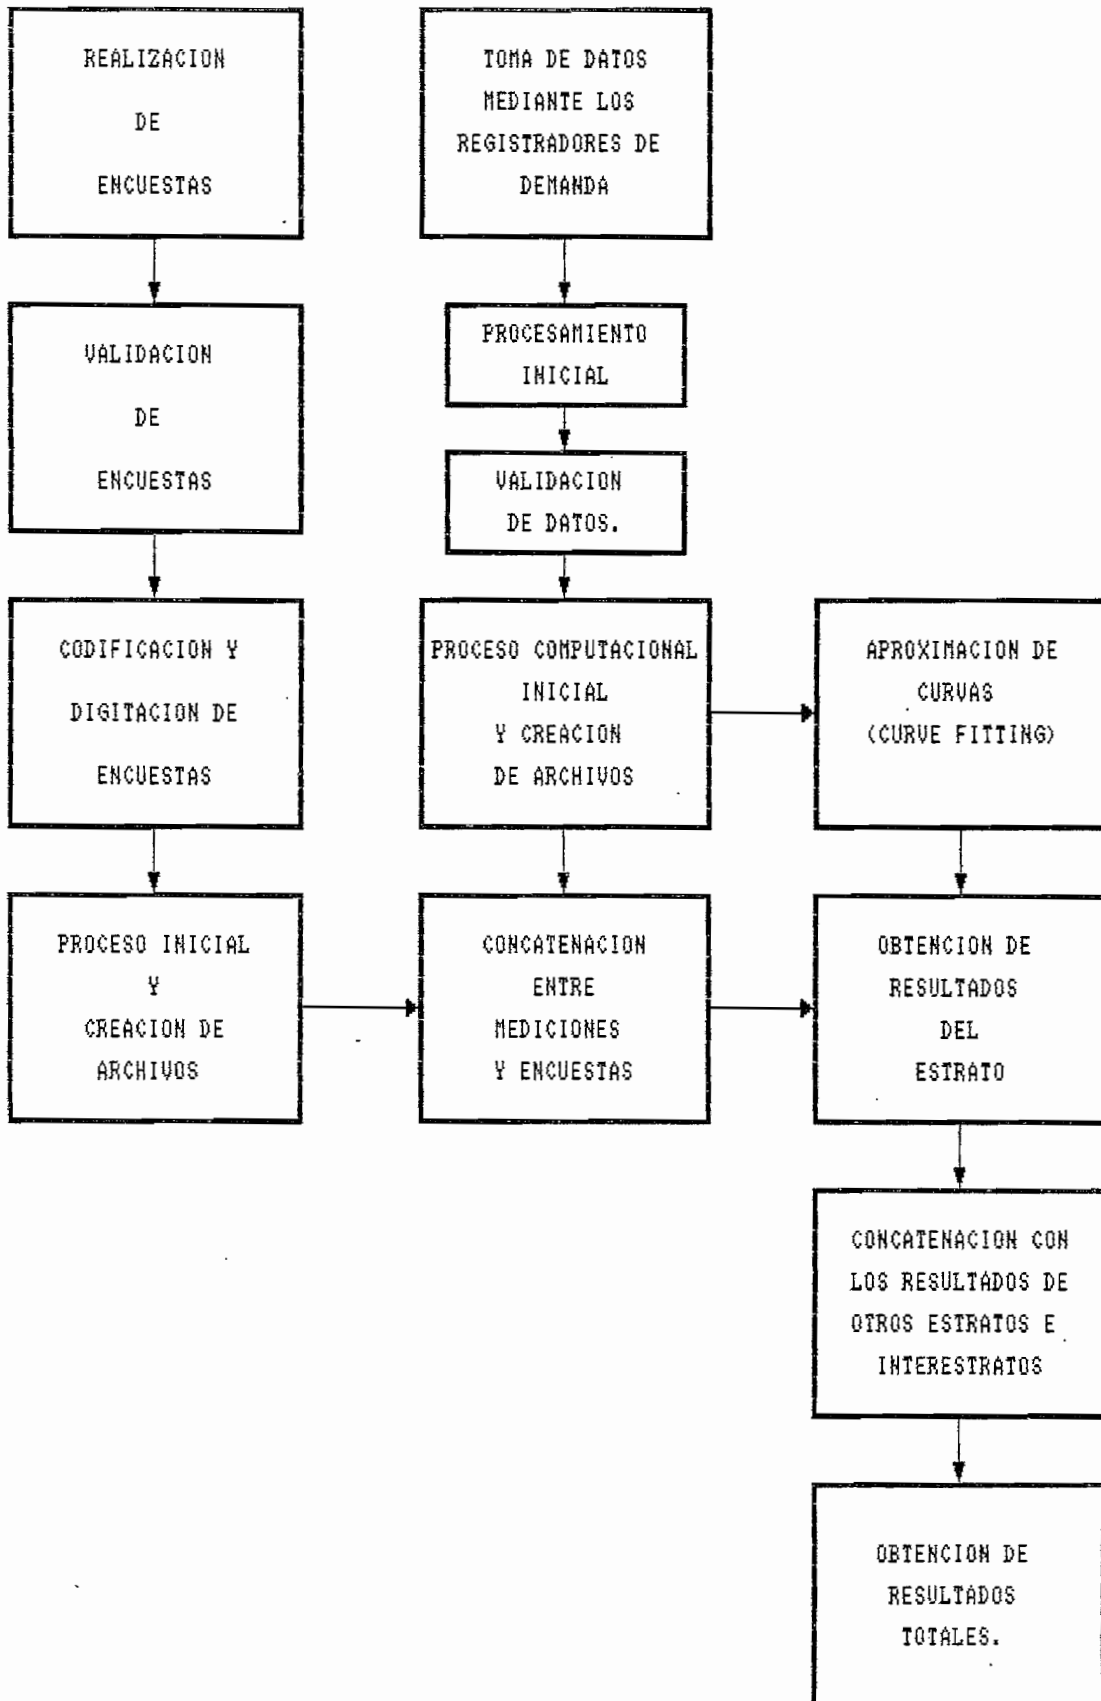 REALIZACION
DE
ENCUESTAS
TOMA DE DATOS
MEDIANTE LOS
REGISTRADORES DE
DEMANDA
VALIDACION
DE
ENCUESTAS
PROCESAMIENTO
INICIAL
VALIDACION
DE DATOS.
CODIFICACION Y
DIGITACION DE
ENCUESTAS
PROCESO COMPUTACIONAL
INICIAL
Y CREACION
DE ARCHIVOS
APROXIMACION DE
CURVAS
(CURVE FITTING)
PROCESO INICIAL
Y
CREACION DE
ARCHIVOS
CONCATENACION
ENTRE
MEDICIONES
Y ENCUESTAS
OBTENCION DE
RESULTADOS
DEL
ESTRATO
CONCATENACION CON
LOS RESULTADOS DE
OTROS ESTRATOS E
INTERESTRATOS
OBTENCION DE
RESULTADOS
TOTALES.